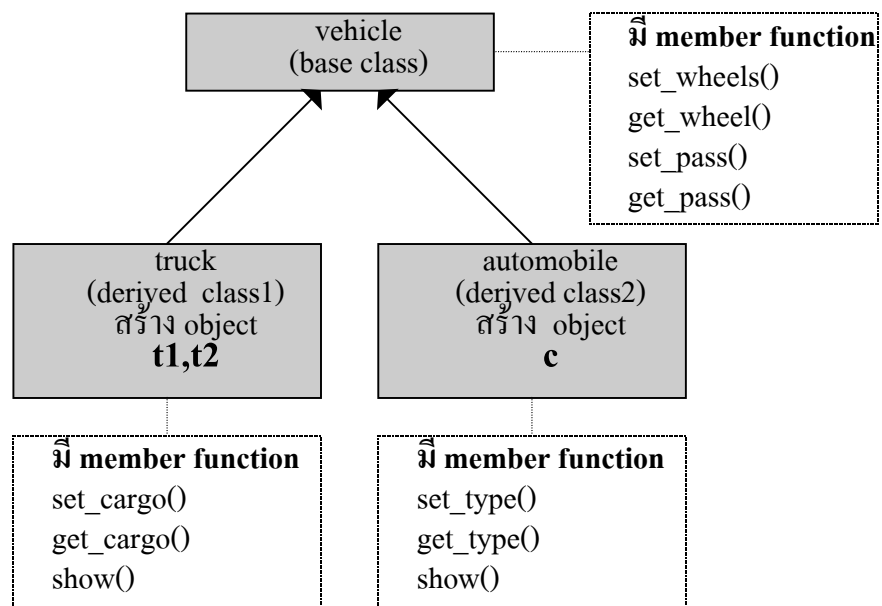 vehicle
(base class)
มี member function
set_wheels()
get_wheel()
set_pass()
get_pass()
truck
(derived class1)
สร้าง object
t1,t2
automobile
(derived class2)
สร้าง object
c
มี member function
set_cargo()
get_cargo()
show()
มี member function
set_type()
get_type()
show()